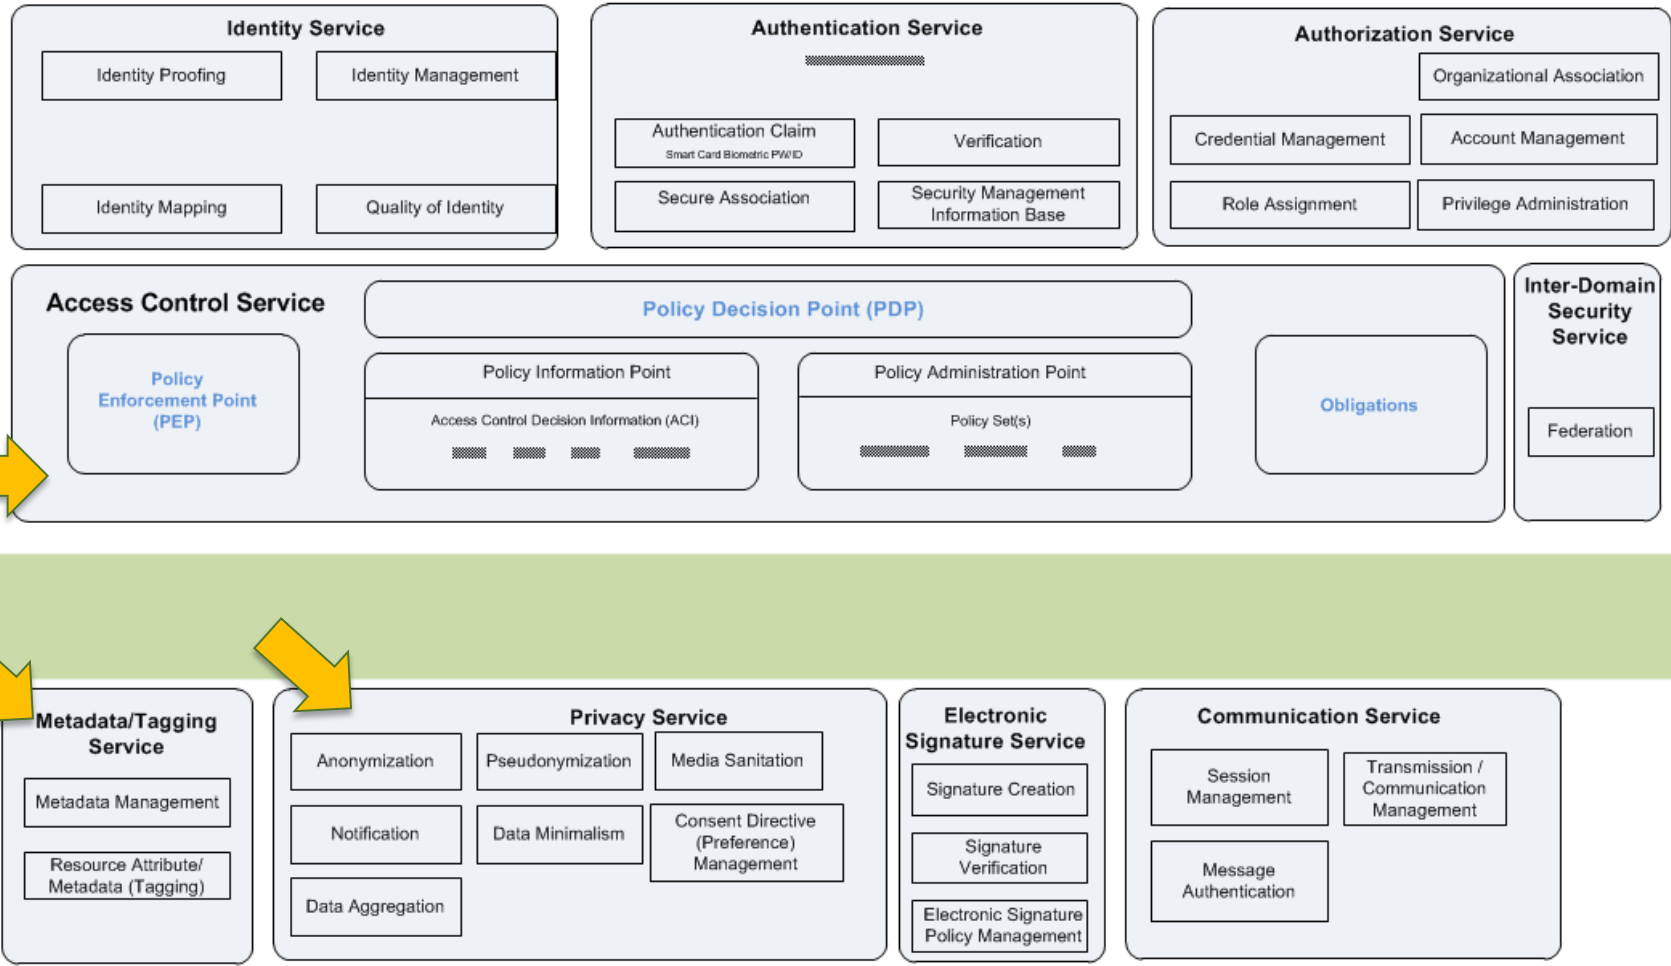 Identity Service
Identity Proofing
Identity Management
Identity Mapping
Quality of Identity
Authentication Service
Authentication Claim
Smart Card Biometric PW/ID
Verification
Secure Association
Security Management
Information Base
Authorization Service
Organizational Association
Credential Management
Account Management
Role Assignment
Privilege Administration
Access Control Service
Policy
Enforcement Point
(PEP)
Policy Decision Point (PDP)
Policy Information Point
Access Control Decision Information (ACI)
Policy Administration Point
Policy Set(s)
Obligations
Inter-Domain
Security
Service
Federation
Metadata/Tagging
Service
Metadata Management
Resource Attribute/
Metadata (Tagging)
Privacy Service
Anonymization
Pseudonymization
Media Sanitation
Notification
Data Minimalism
Consent Directive
(Preference)
Management
Data Aggregation
Electronic
Signature Service
Signature Creation
Signature
Verification
Electronic Signature
Policy Management
Communication Service
Session
Management
Transmission /
Communication
Management
Message
Authentication